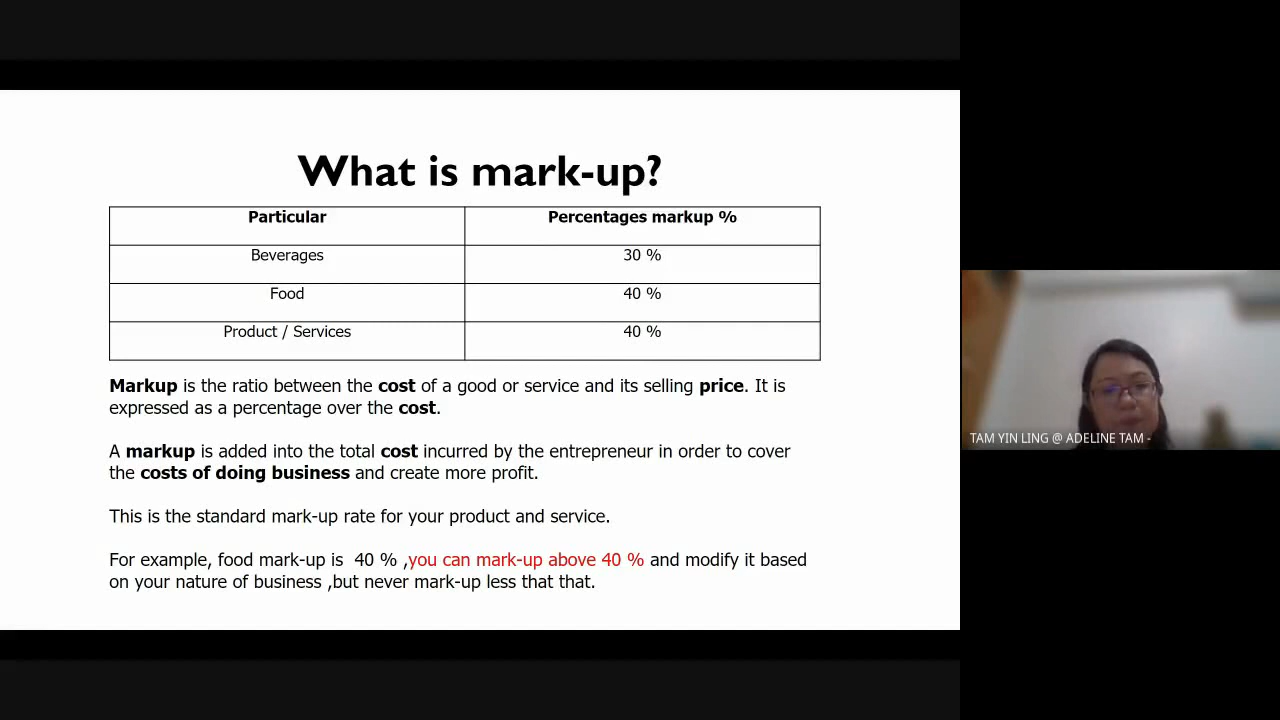 What is mark-up?
Particular Percentages markup %
Beverages 30 %
Food 40 %
Product / Services 40 %
Markup is the ratio between the cost of a good or service and its selling price. It is
expressed as a percentage over the cost.
A markup is added into the total cost incurred by the entrepreneur in order to cover
the costs of doing business and create more profit.
This is the standard mark-up rate for your product and service.
For example, food mark-up is  40 % ,you can mark-up above 40 % and modify it based
on your nature of business ,but never mark-up less that that.
TAM YIN LING @ ADELINE TAM -